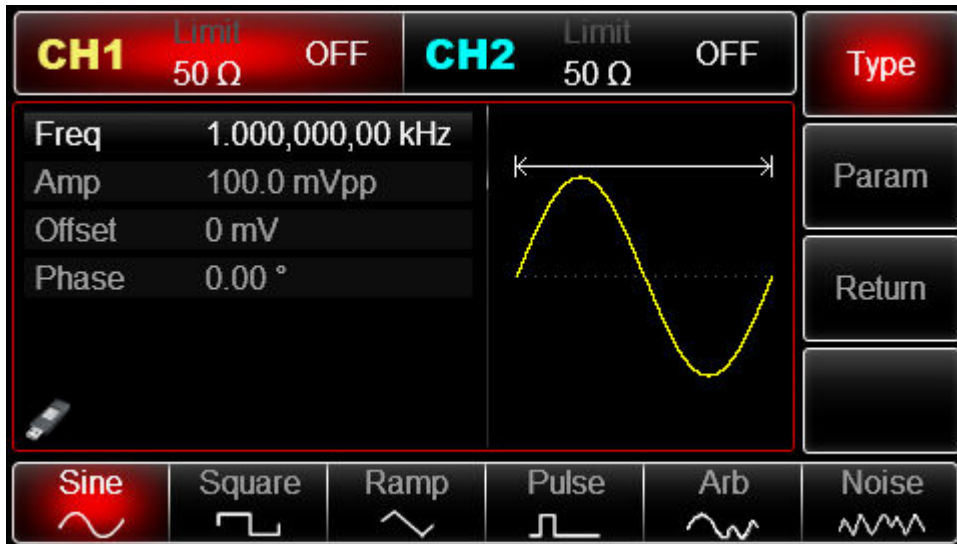 CH1 Limit 50 Ω OFF
CH2 Limit 50 Ω OFF
Type
Freq 1.000,000,00 kHz
Amp 100.0 mVpp
Offset 0 mV
Phase 0.00 °
Param
Return
Sine Square Ramp Pulse Arb Noise